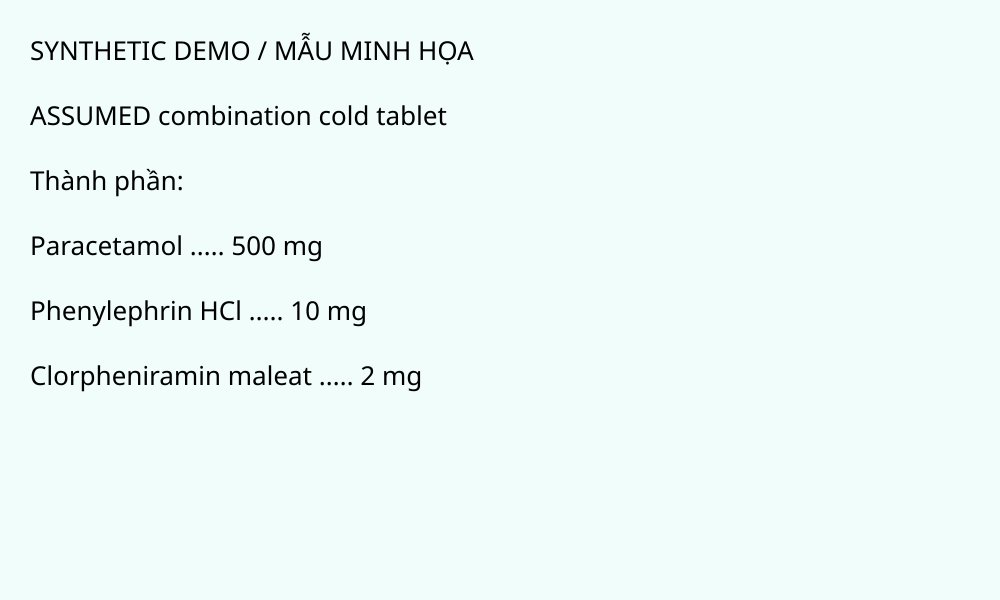 SYNTHETIC DEMO / MẪU MINH HỌA
ASSUMED combination cold tablet
Thành phần:
Paracetamol ..... 500 mg
Phenylephrin HCl ..... 10 mg
Clorpheniramin maleat ..... 2 mg